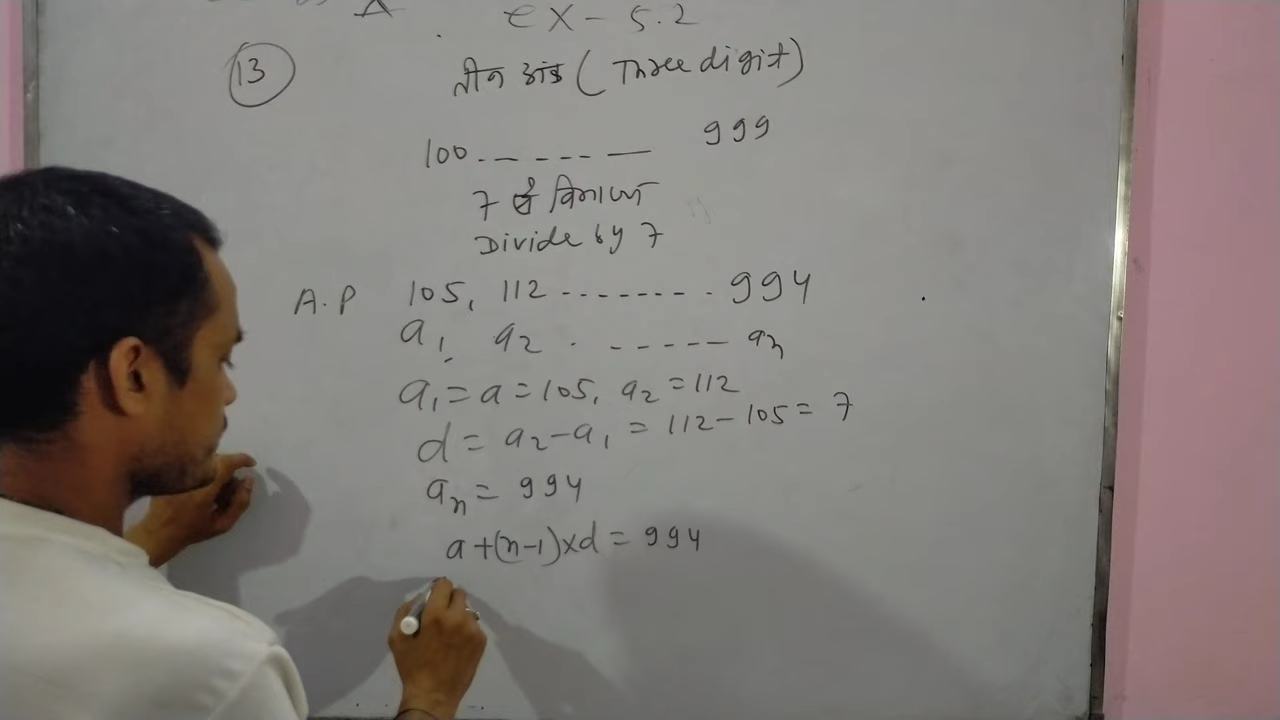 ex - 5.2
13
तीन अंक (Three digit)
100 - - - - - - 999
7 से विभाज्य
Divide by 7
A.P 105, 112 - - - - - - - - 994
a₁ a₂ . - - - - - aₙ
a₁ = a = 105, a₂ = 112
d = a₂ - a₁ = 112 - 105 = 7
aₙ = 994
a + (n-1) x d = 994